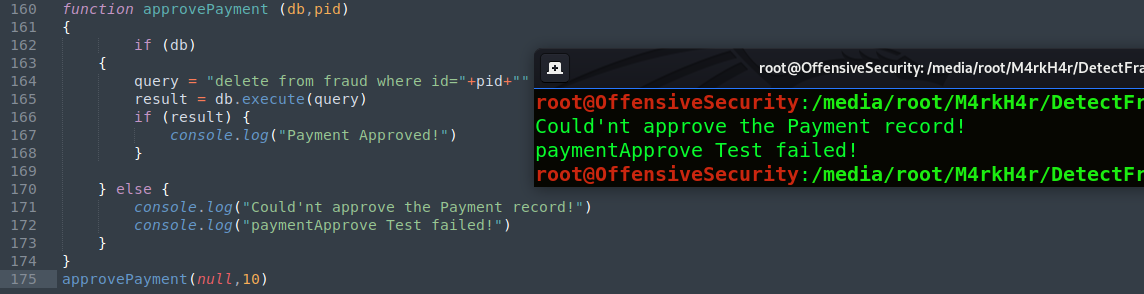 160 function approvePayment (db,pid)
161 {
162 if (db)
163 {
164 query = "delete from fraud where id="+pid+""
165 result = db.execute(query)
166 if (result) {
167 console.log("Payment Approved!")
168 }
169
170 } else {
171 console.log("Could'nt approve the Payment record!")
172 console.log("paymentApprove Test failed!")
173 }
174 }
175 approvePayment(null,10)
root@OffensiveSecurity: /media/root/M4rkH4r/DetectFra
root@OffensiveSecurity:/media/root/M4rkH4r/DetectFr
Could'nt approve the Payment record!
paymentApprove Test failed!
root@OffensiveSecurity:/media/root/M4rkH4r/DetectFr